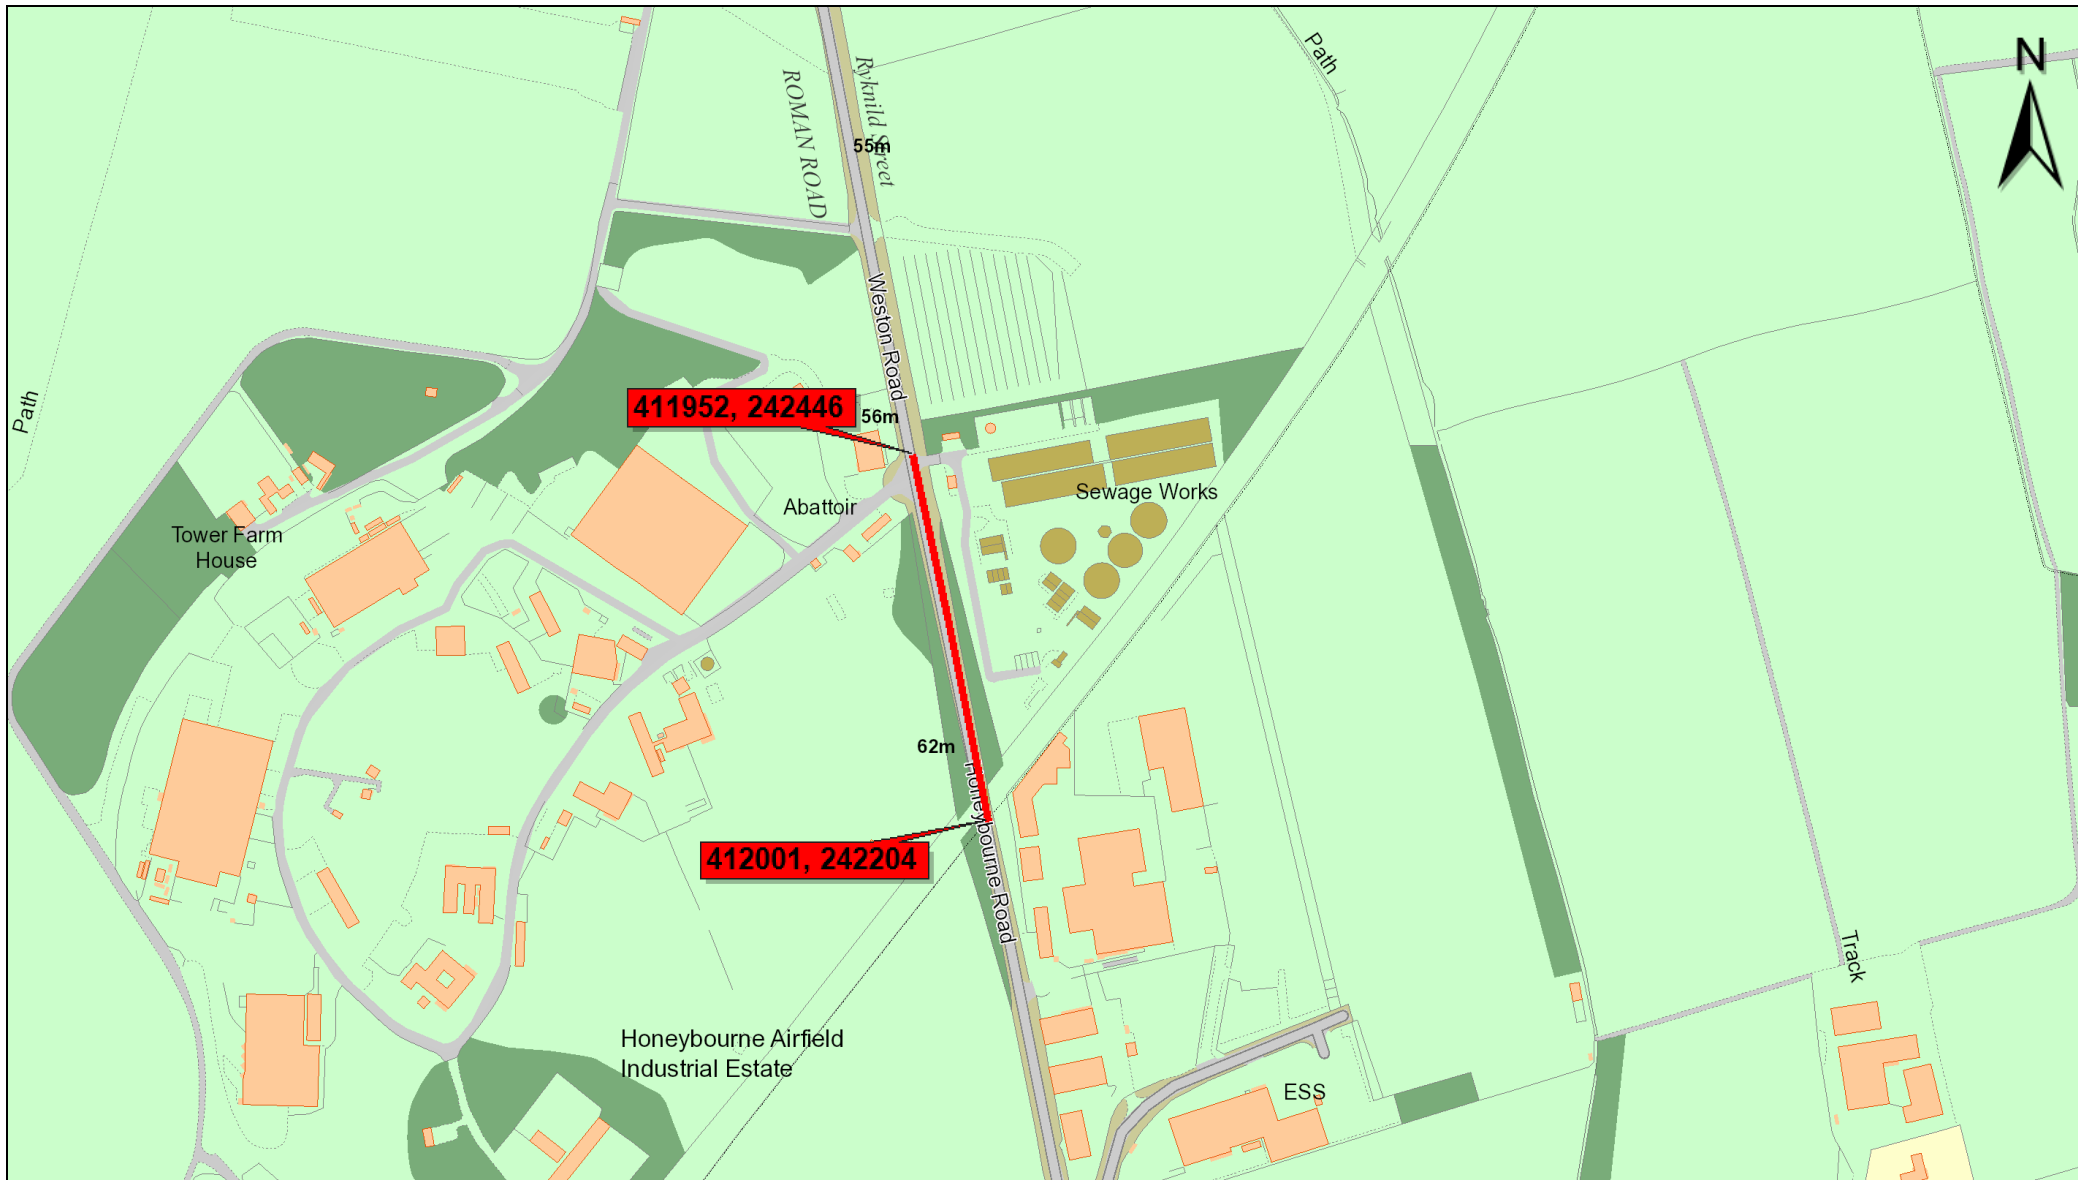 Path
N
Ryknild Street
ROMAN ROAD
55m
Weston Road
Path
411952, 242446
56m
Sewage Works
Abattoir
Tower Farm
House
62m
Honeybourne Road
412001, 242204
Track
Honeybourne Airfield
Industrial Estate
ESS